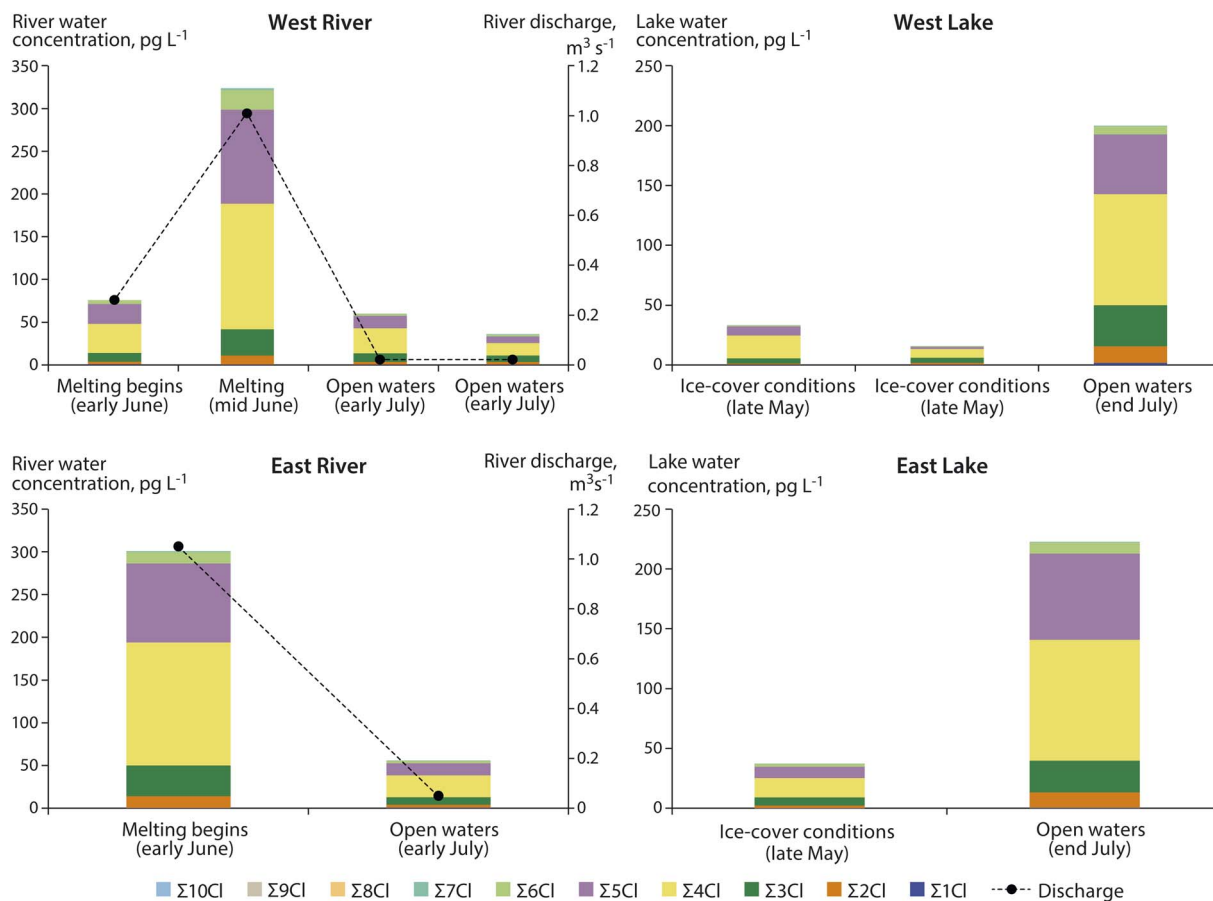 River water
concentration, pg L-1
West River
River discharge,
m3 s-1
350
300
250
200
150
100
50
0
1.2
1.0
0.8
0.6
0.4
0.2
0
Melting begins
(early June)
Melting
(mid June)
Open waters
(early July)
Open waters
(early July)
Lake water
concentration, pg L-1
West Lake
250
200
150
100
50
0
Ice-cover conditions
(late May)
Ice-cover conditions
(late May)
Open waters
(end July)
River water
concentration, pg L-1
East River
River discharge,
m3s-1
350
300
250
200
150
100
50
0
1.2
1.0
0.8
0.6
0.4
0.2
0
Melting begins
(early June)
Open waters
(early July)
Lake water
concentration, pg L-1
East Lake
250
200
150
100
50
0
Ice-cover conditions
(late May)
Open waters
(end July)
Σ10Cl Σ9Cl Σ8Cl Σ7Cl Σ6Cl Σ5Cl Σ4Cl Σ3Cl Σ2Cl Σ1Cl Discharge